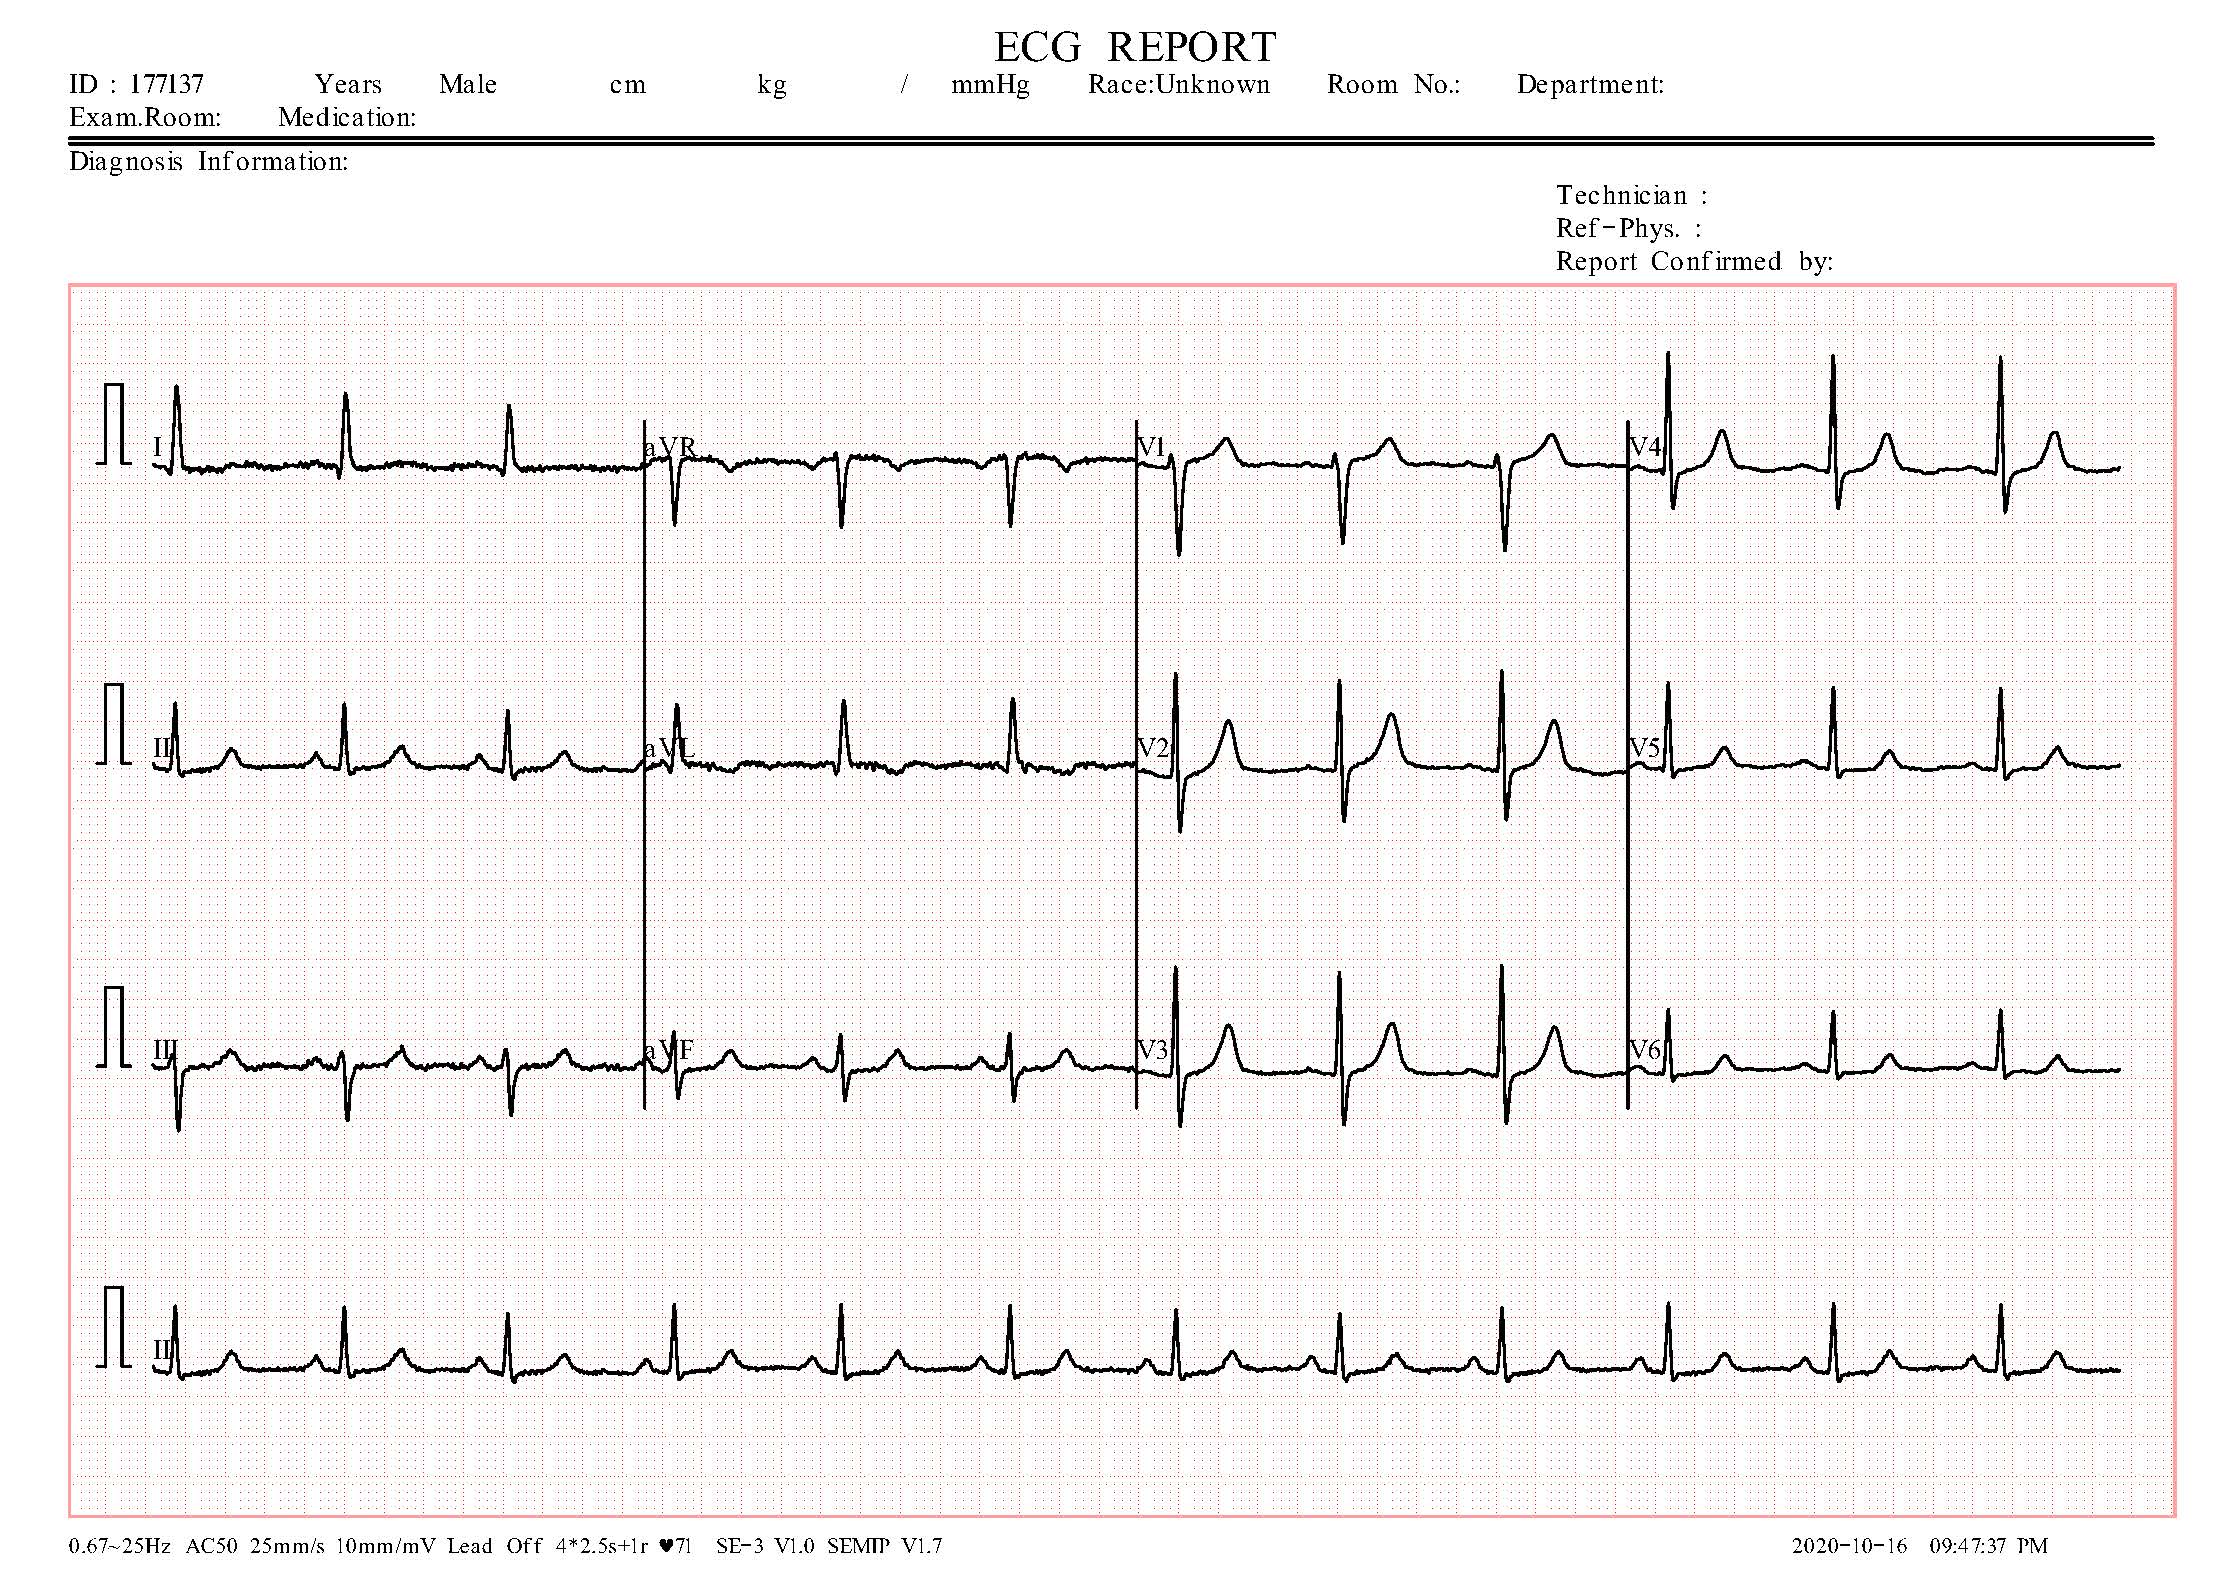 ECG REPORT
ID : 177137 Years Male cm kg / mmHg Race:Unknown Room No.: Department:
Exam.Room: Medication:
Diagnosis Information:
Technician :
Ref-Phys. :
Report Confirmed by:
I aVR V1 V4
II aVL V2 V5
III aVF V3 V6
II
0.67~25Hz AC50 25mm/s 10mm/mV Lead Off 4*2.5s+1r ♥71 SE-3 V1.0 SEMIP V1.7 2020-10-16 09:47:37 PM